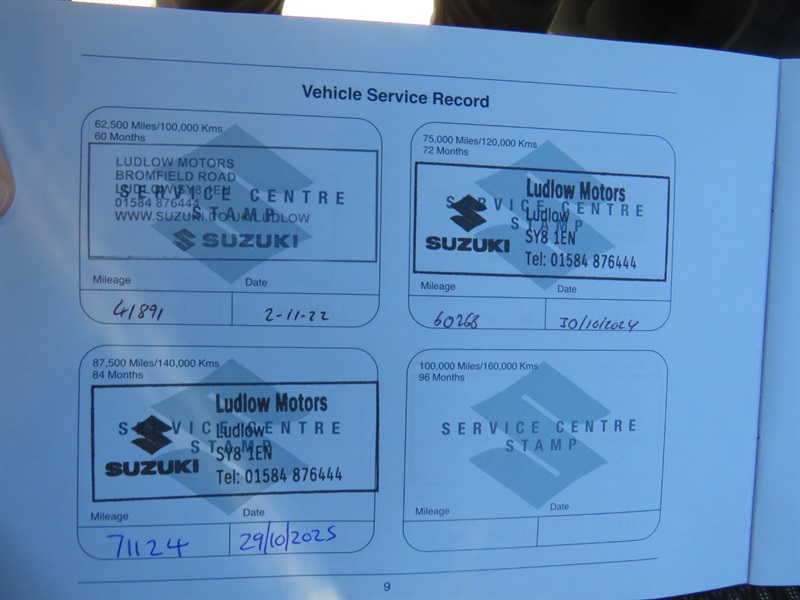 Vehicle Service Record
62,500 Miles/100,000 Kms
60 Months
LUDLOW MOTORS
BROMFIELD ROAD
LUDLOW SY8 1EN
01584 876444
WWW.SUZUKI.CO.UK/LUDLOW
SERVICE CENTRE
STAMP
SUZUKI
Mileage
Date
41891
2-11-22
75,000 Miles/120,000 Kms
72 Months
Ludlow Motors
SERVICE CENTRE
STAMP
Ludlow
SY8 1EN
SUZUKI
Tel: 01584 876444
Mileage
Date
60268
30/10/2024
87,500 Miles/140,000 Kms
84 Months
Ludlow Motors
SERVICE CENTRE
STAMP
Ludlow
SY8 1EN
SUZUKI
Tel: 01584 876444
Mileage
Date
71124
29/10/2025
100,000 Miles/160,000 Kms
96 Months
SERVICE CENTRE
STAMP
Mileage
Date
9